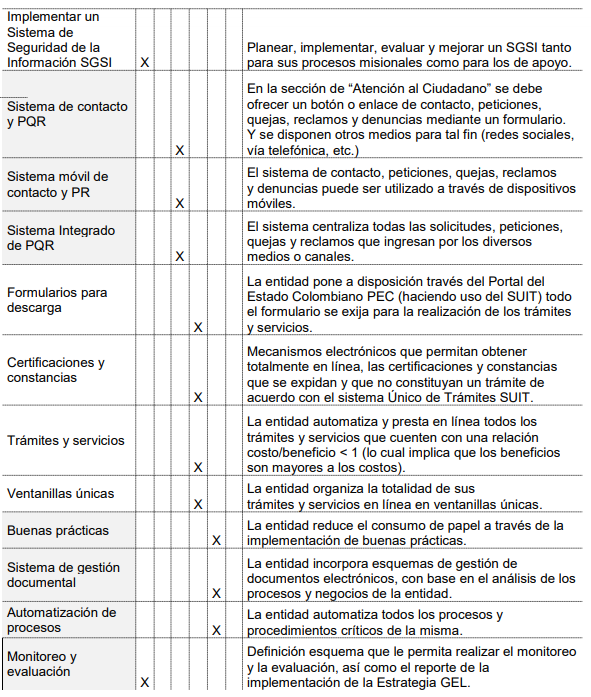 Implementar un
Sistema de
Seguridad de la
Información SGSI
X
Planear, implementar, evaluar y mejorar un SGSI tanto
para sus procesos misionales como para los de apoyo.
Sistema de contacto
y PQR
X
En la sección de “Atención al Ciudadano” se debe
ofrecer un botón o enlace de contacto, peticiones,
quejas, reclamos y denuncias mediante un formulario.
Y se disponen otros medios para tal fin (redes sociales,
vía telefónica, etc.)
Sistema móvil de
contacto y PR
X
El sistema de contacto, peticiones, quejas, reclamos
y denuncias puede ser utilizado a través de dispositivos
móviles.
Sistema Integrado
de PQR
X
El sistema centraliza todas las solicitudes, peticiones,
quejas y reclamos que ingresan por los diversos
medios o canales.
Formularios para
descarga
X
La entidad pone a disposición través del Portal del
Estado Colombiano PEC (haciendo uso del SUIT) todo
el formulario se exija para la realización de los trámites
y servicios.
Certificaciones y
constancias
X
Mecanismos electrónicos que permitan obtener
totalmente en línea, las certificaciones y constancias
que se expidan y que no constituyan un trámite de
acuerdo con el sistema Único de Trámites SUIT.
Trámites y servicios
X
La entidad automatiza y presta en línea todos los
trámites y servicios que cuenten con una relación
costo/beneficio < 1 (lo cual implica que los beneficios
son mayores a los costos).
Ventanillas únicas
X
La entidad organiza la totalidad de sus
trámites y servicios en línea en ventanillas únicas.
Buenas prácticas
X
La entidad reduce el consumo de papel a través de la
implementación de buenas prácticas.
Sistema de gestión
documental
X
La entidad incorpora esquemas de gestión de
documentos electrónicos, con base en el análisis de los
procesos y negocios de la entidad.
Automatización de
procesos
X
La entidad automatiza todos los procesos y
procedimientos críticos de la misma.
Monitoreo y
evaluación
X
Definición esquema que le permita realizar el monitoreo
y la evaluación, así como el reporte de la
implementación de la Estrategia GEL.